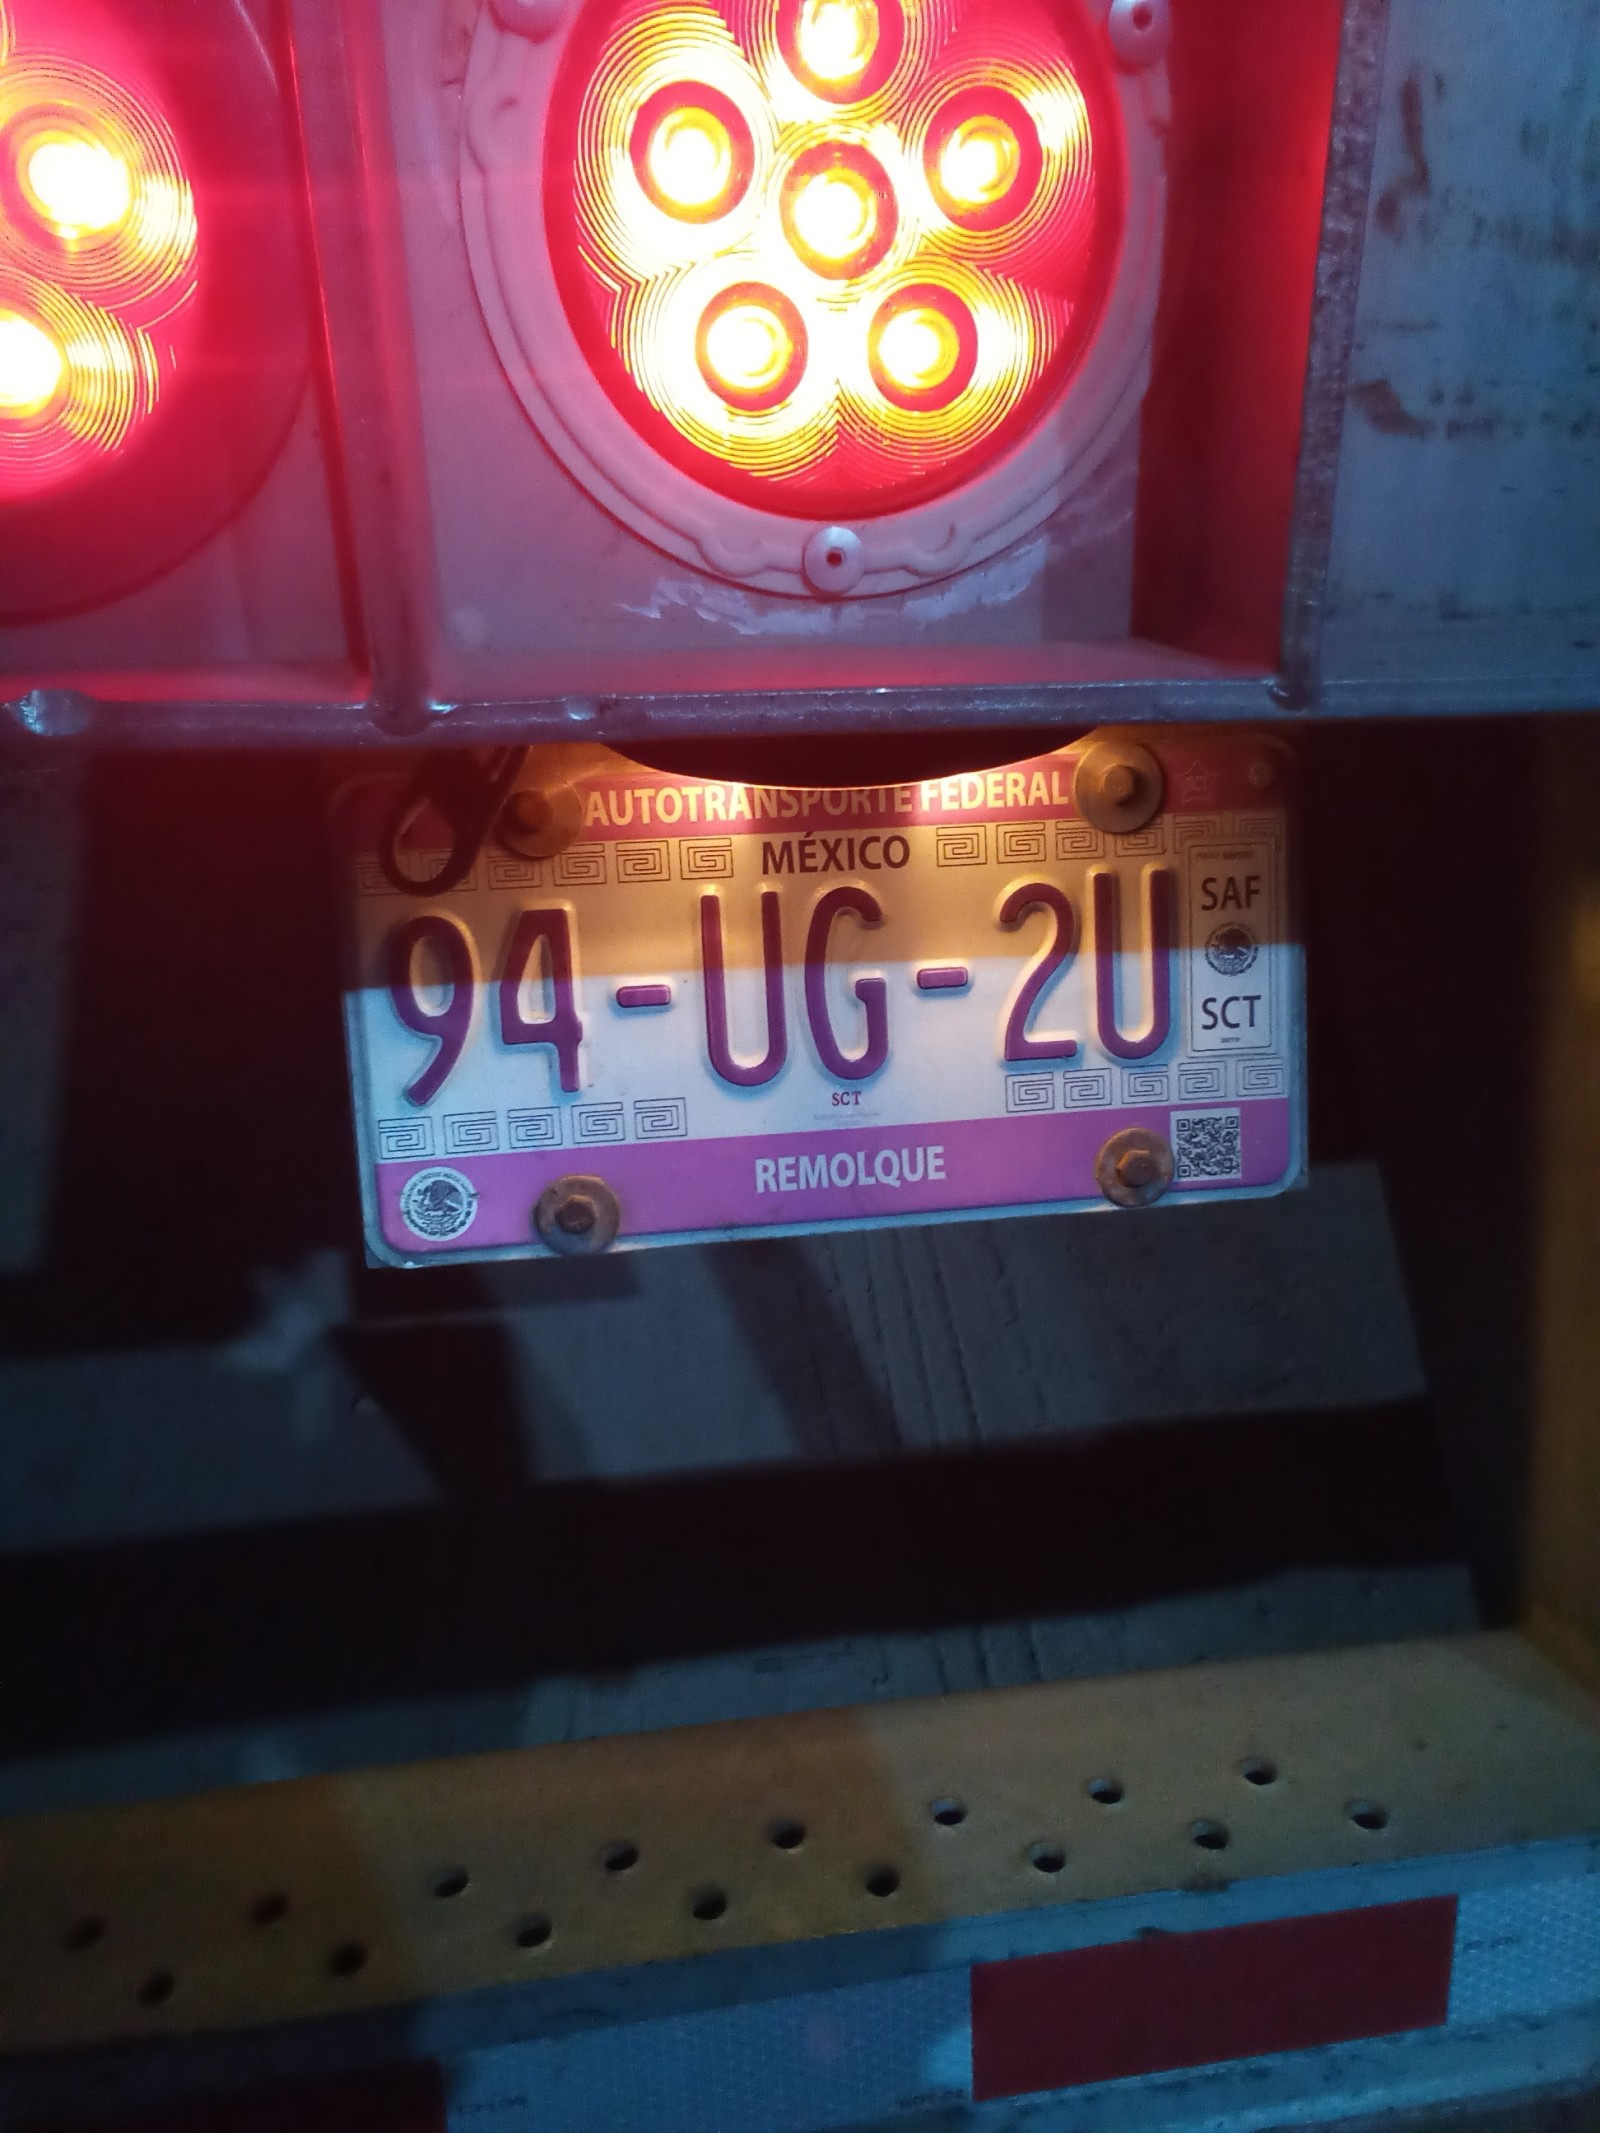 AUTOTRANSPORTE FEDERAL
MÉXICO
94-UG-2U
SAF
SCT
SCT
REMOLQUE